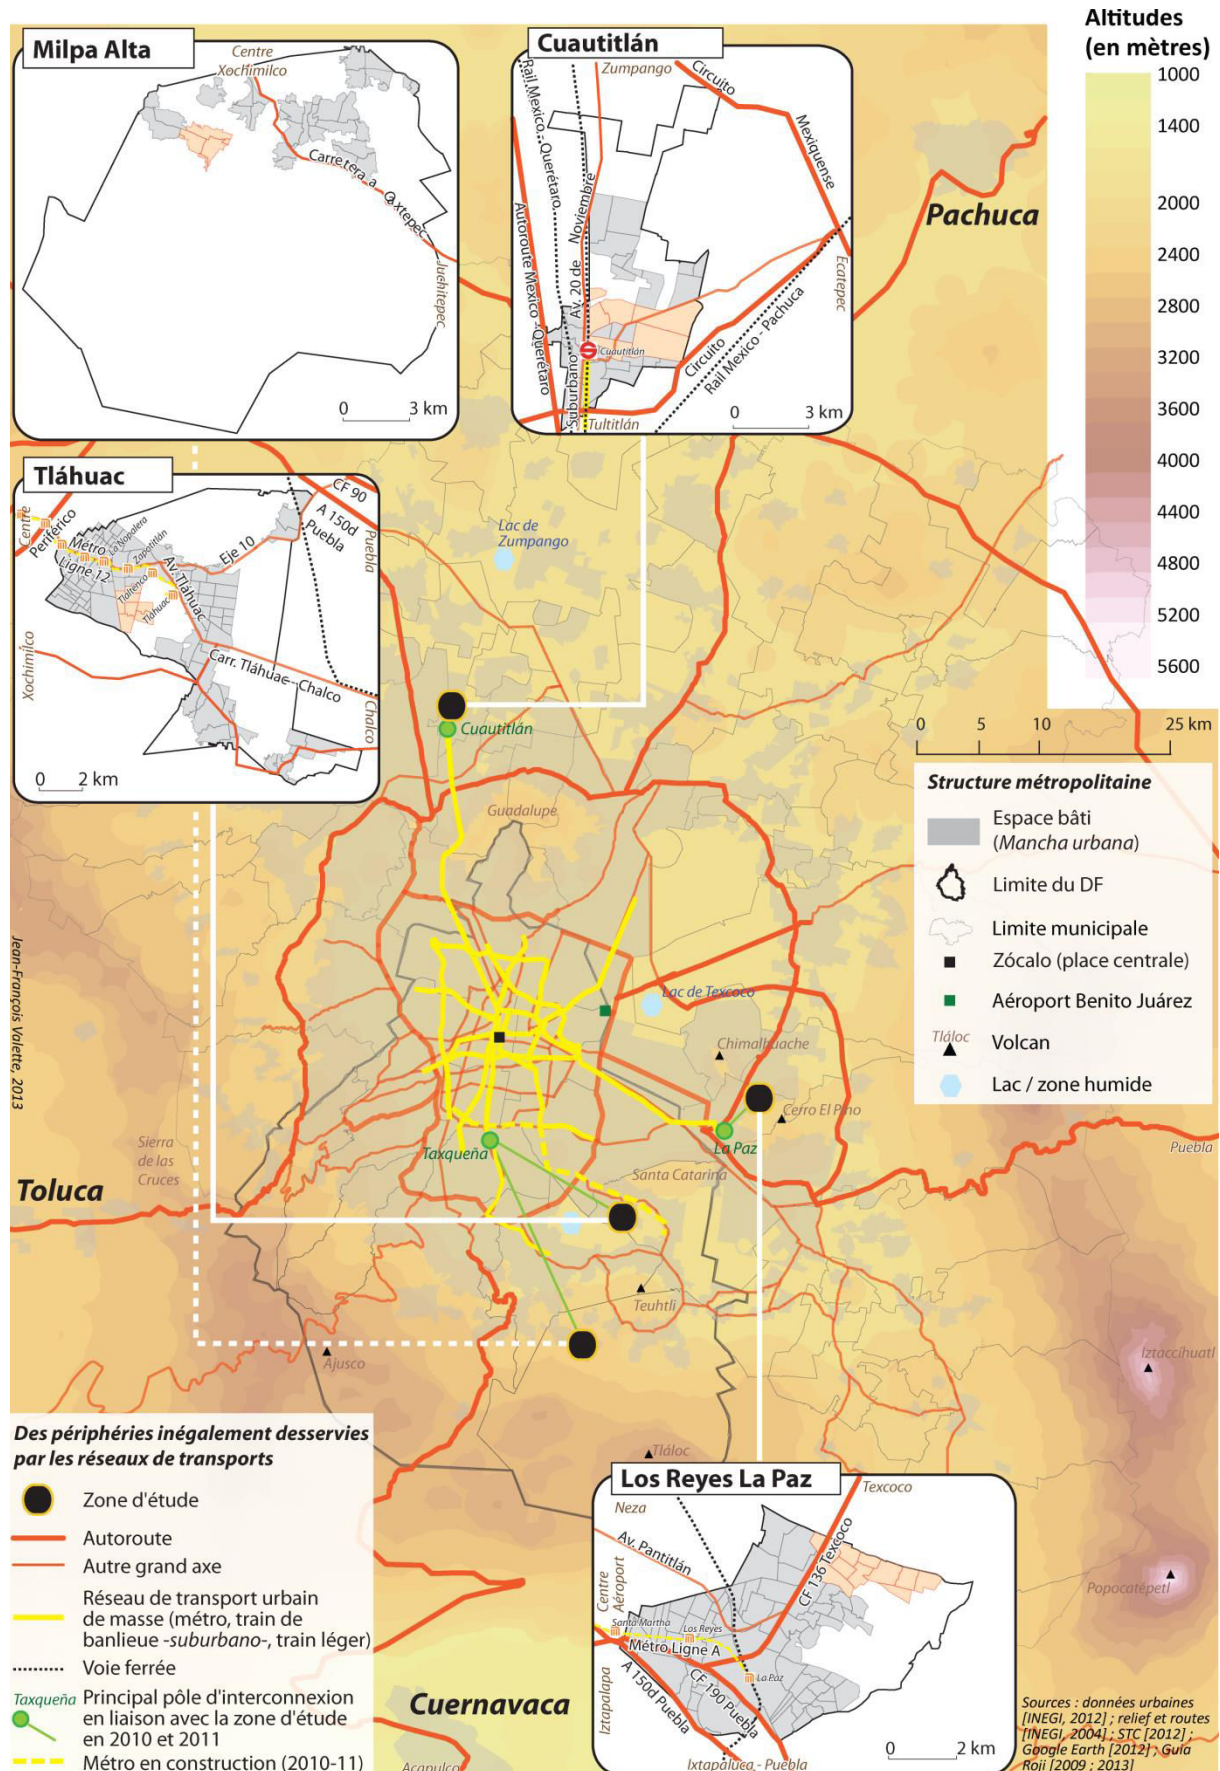 Altitudes
(en mètres)
1000
1400
2000
2400
2800
3200
3600
4000
4400
4800
5200
5600
Milpa Alta
Centre
Xochimilco
Carretera a Oaxtepec
Juchitepec
0 3 km
Cuautitlán
Zumpango
Circuito
Mexiquense
Rail Mexico - Querétaro
Autoroute Mexico - Querétaro
Av. 20 de Noviembre
Ecatepec
Cuautitlán
Suburbano
Circuito
Rail Mexico - Pachuca
Tultitlán
0 3 km
Pachuca
Tláhuac
CF 90
A 150d
Puebla
Puebla
Centre
Periférico
Métro
Ligne 12
La Nopalera
Zapotitlán
Tlaltenco
Tláhuac
Eje 10
Av. Tláhuac
Xochimilco
Carr. Tláhuac - Chalco
Chalco
0 2 km
Lac de
Zumpango
Cuautitlán
Guadalupe
0 5 10 25 km
Structure métropolitaine
Espace bâti
(Mancha urbana)
Limite du DF
Limite municipale
Zócalo (place centrale)
Aéroport Benito Juárez
Tláloc
Volcan
Lac / zone humide
Jean-François Valette, 2013
Lac de Texcoco
Chimalhuache
Cerro El Pino
La Paz
Taxqueña
Santa Catarina
Sierra
de las
Cruces
Toluca
Puebla
Teuhtli
Ajusco
Iztaccíhuatl
Tláloc
Popocatépetl
Des périphéries inégalement desservies
par les réseaux de transports
Zone d'étude
Autoroute
Autre grand axe
Réseau de transport urbain
de masse (métro, train de
banlieue -suburbano-, train léger)
Voie ferrée
Taxqueña
Principal pôle d'interconnexion
en liaison avec la zone d'étude
en 2010 et 2011
Métro en construction (2010-11)
Cuernavaca
Acapulco
Los Reyes La Paz
Neza
Texcoco
Av. Pantitlán
CF 136 Texcoco
Centre
Aéroport
Santa Martha
Los Reyes
Métro Ligne A
La Paz
Iztapalapa
A 150d Puebla
CF 190 Puebla
Ixtapaluca - Puebla
0 2 km
Sources : données urbaines
[INEGI, 2012] ; relief et routes
[INEGI, 2004] ; STC [2012] ;
Google Earth [2012] ; Guia
Roji [2009 ; 2013]